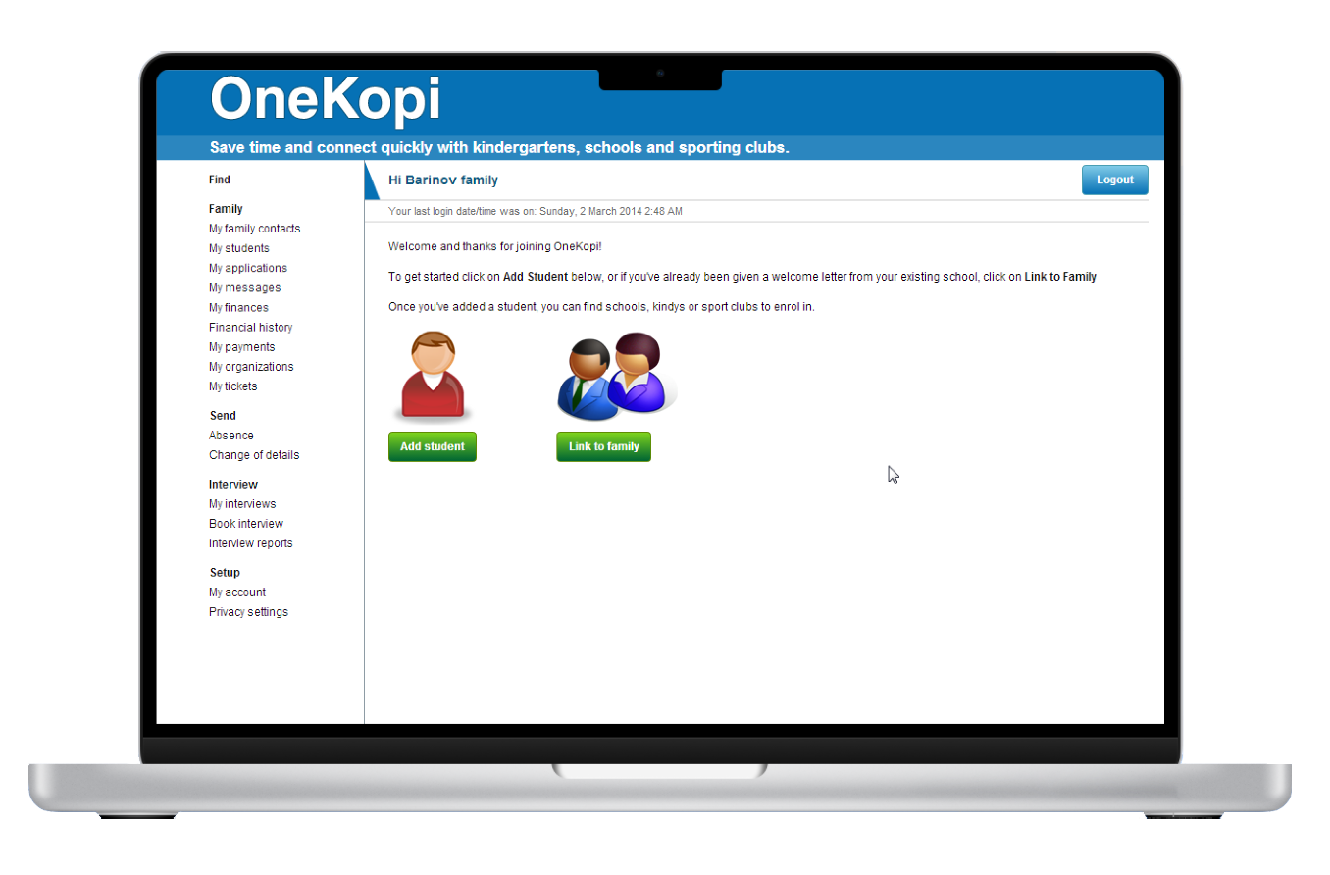 OneKopi
Save time and connect quickly with kindergartens, schools and sporting clubs.
Find
Family
My family contacts
My students
My applications
My messages
My finances
Financial history
My payments
My organizations
My tickets
Send
Absence
Change of details
Interview
My interviews
Book interview
Interview reports
Setup
My account
Privacy settings
Hi Barinov family
Logout
Your last login date/time was on: Sunday, 2 March 2014 2:48 AM
Welcome and thanks for joining OneKopi!
To get started click on Add Student below, or if you've already been given a welcome letter from your existing school, click on Link to Family
Once you've added a student you can find schools, kindys or sport clubs to enrol in.
Add student
Link to family